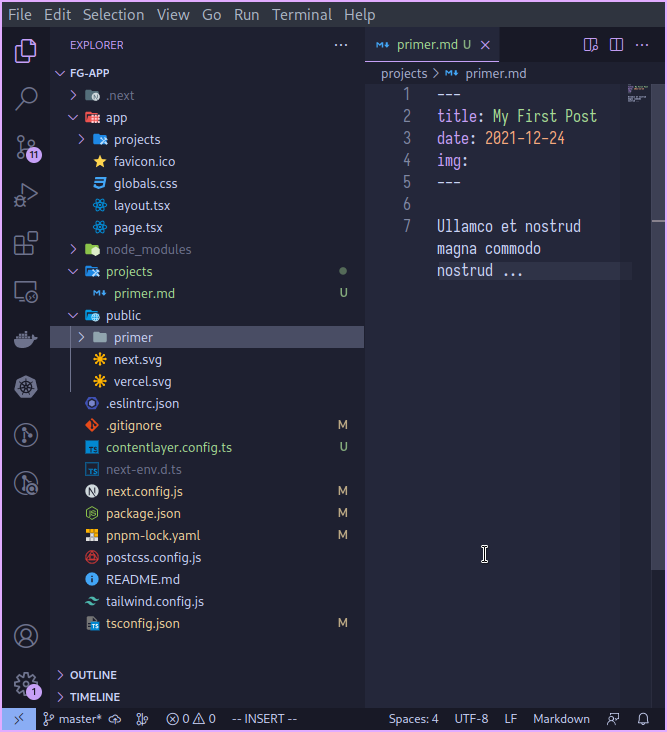 File Edit Selection View Go Run Terminal Help
EXPLORER
FG-APP
.next
app
projects
favicon.ico
globals.css
layout.tsx
page.tsx
node_modules
projects
primer.md U
public
primer
next.svg
vercel.svg
.eslintrc.json
.gitignore M
contentlayer.config.ts U
next-env.d.ts
next.config.js M
package.json M
pnpm-lock.yaml M
postcss.config.js
README.md
tailwind.config.js
tsconfig.json M
OUTLINE
TIMELINE
11
1
primer.md U
projects > primer.md
1 ---
2 title: My First Post
3 date: 2021-12-24
4 img:
5 ---
6
7 Ullamco et nostrud
magna commodo
nostrud ...
master* 0 0 -- INSERT -- Spaces: 4 UTF-8 LF Markdown